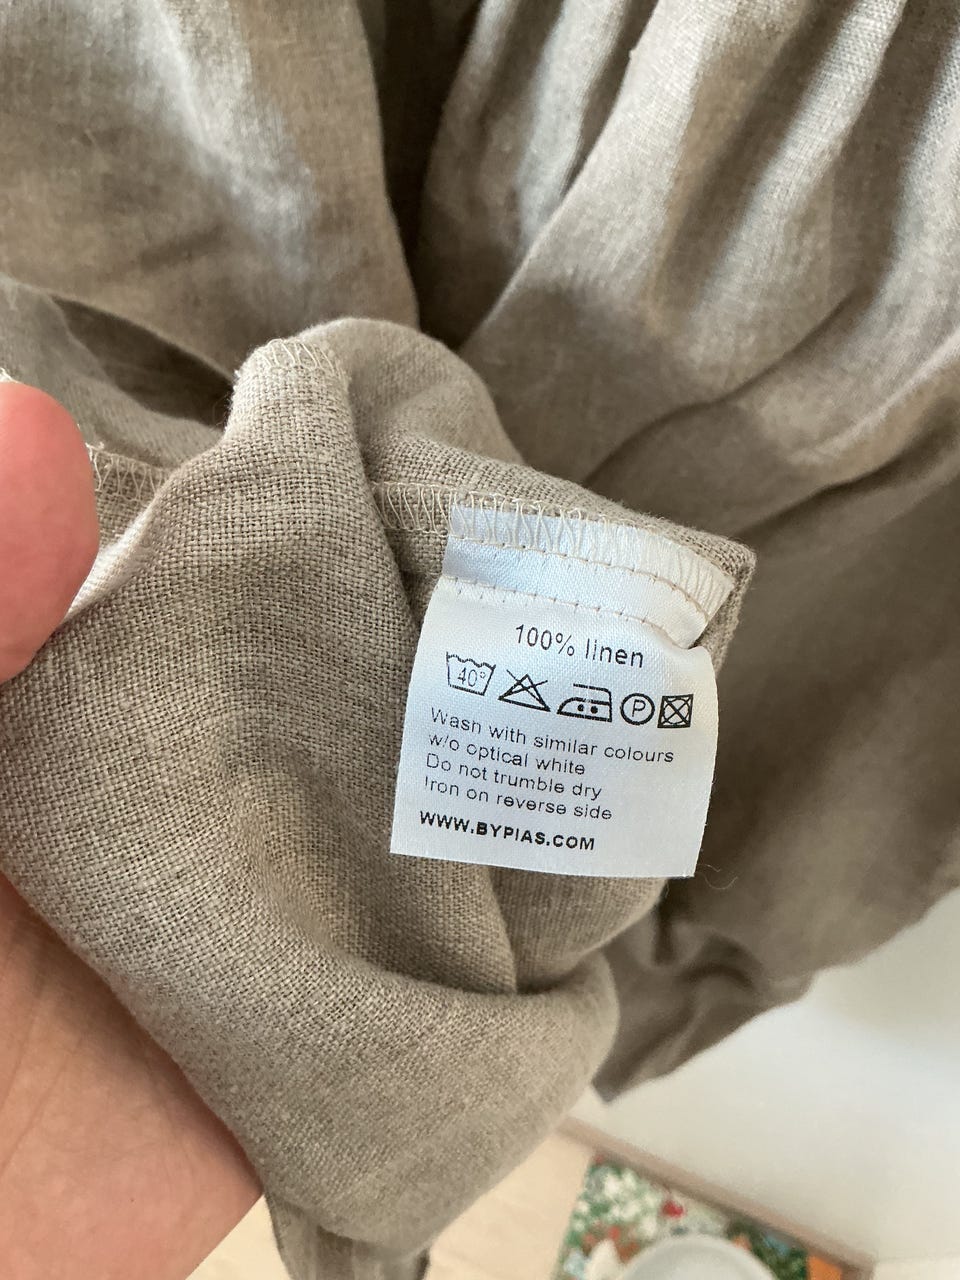 100% linen
40° P
Wash with similar colours
w/o optical white
Do not trumble dry
Iron on reverse side
WWW.BYPIAS.COM